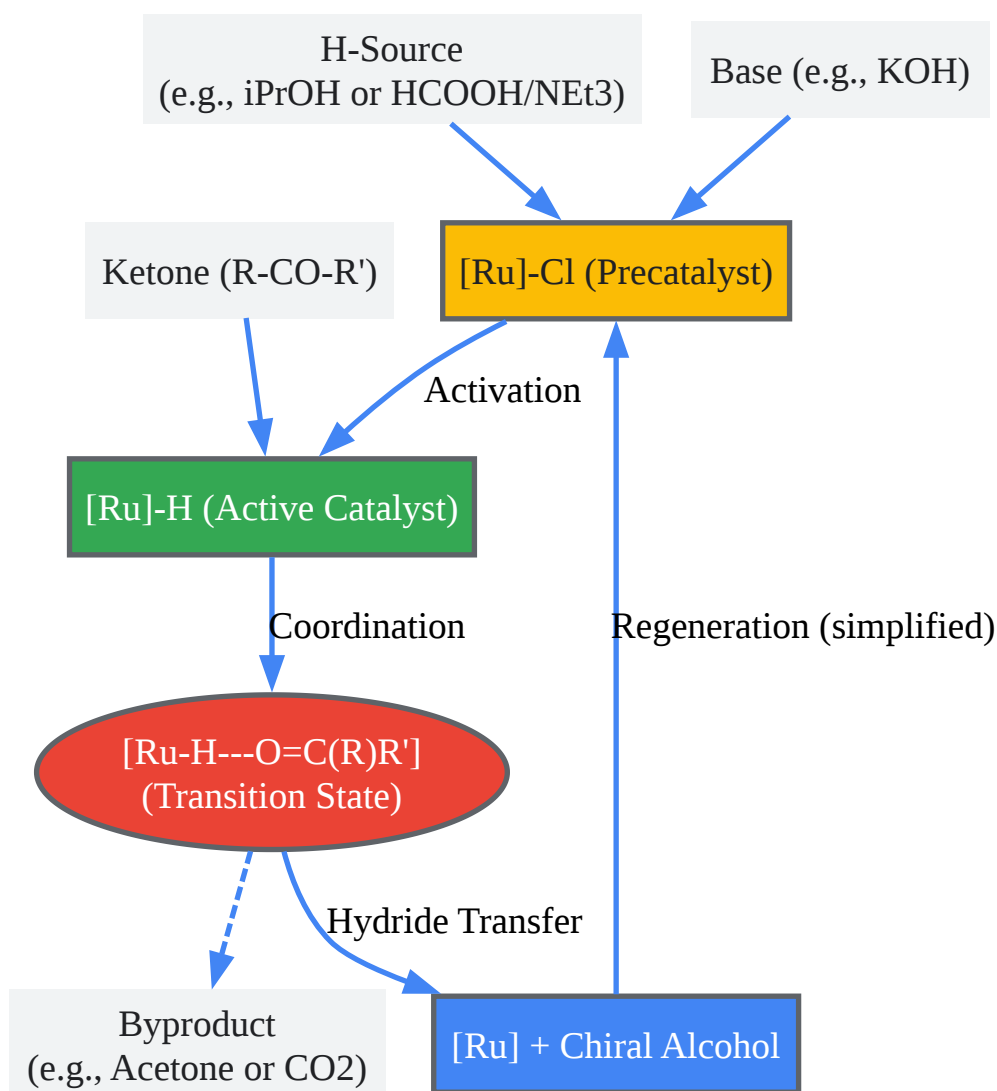 H-Source
(e.g., iPrOH or HCOOH/NEt3)
Base (e.g., KOH)
Ketone (R-CO-R')
[Ru]-Cl (Precatalyst)
Activation
[Ru]-H (Active Catalyst)
Coordination
Regeneration (simplified)
[Ru-H---O=C(R)R']
(Transition State)
Hydride Transfer
Byproduct
(e.g., Acetone or CO2)
[Ru] + Chiral Alcohol